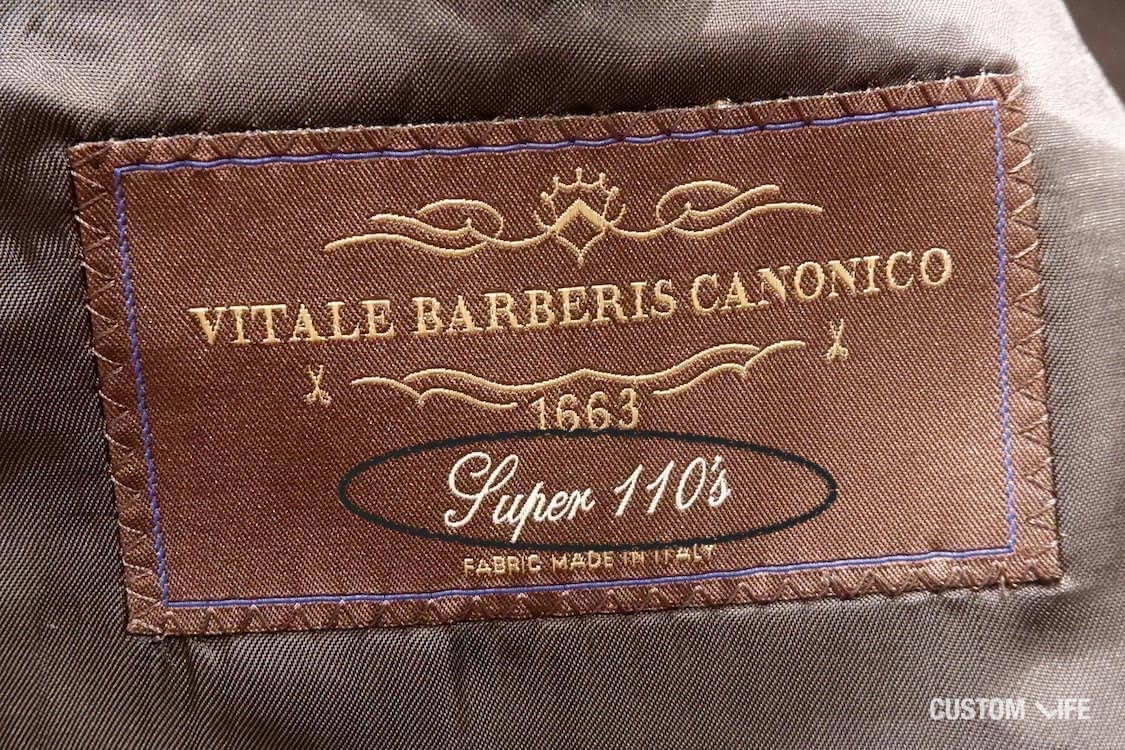 VITALE BARBERIS CANONICO
1663
Super 110's
FABRIC MADE IN ITALY
CUSTOM LIFE